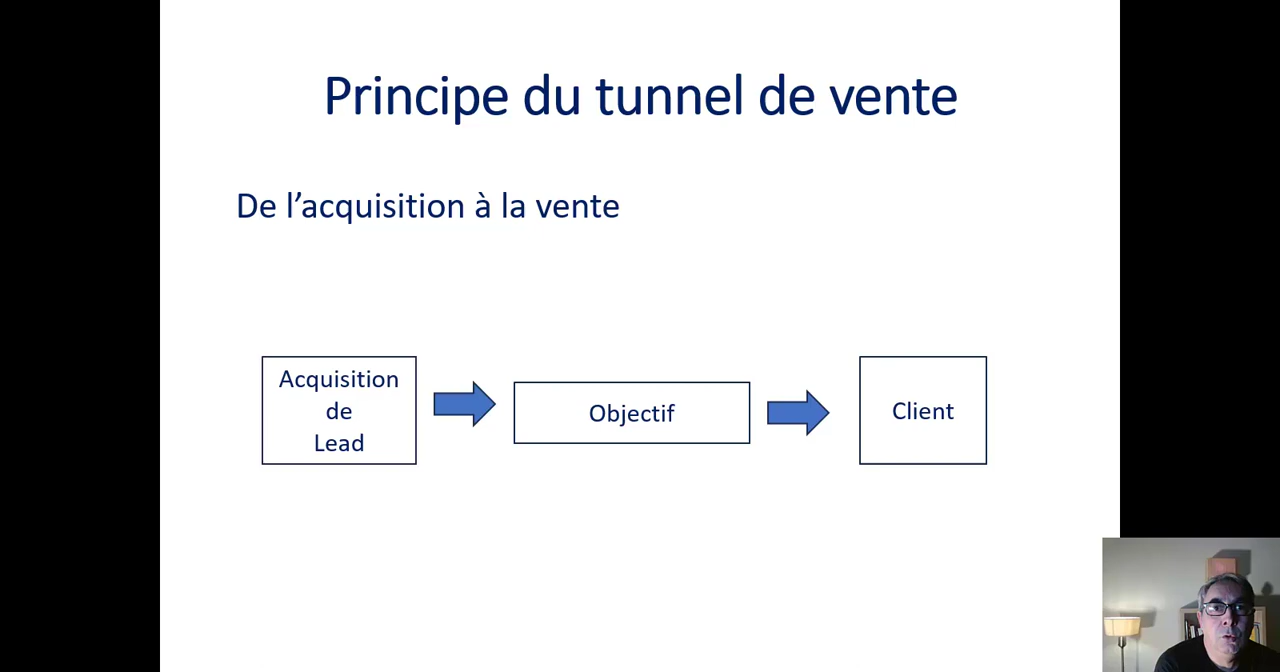 Principe du tunnel de vente
De l’acquisition à la vente
Acquisition
de
Lead
Objectif
Client